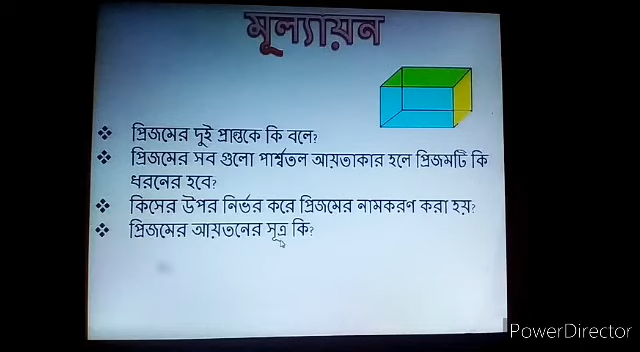 মূল্যায়ন
❖ প্রিজমের দুই প্রান্তকে কি বলে?
❖ প্রিজমের সব গুলো পার্শ্বতল আয়তাকার হলে প্রিজমটি কি
ধরনের হবে?
❖ কিসের উপর নির্ভর করে প্রিজমের নামকরণ করা হয়?
❖ প্রিজমের আয়তনের সূত্র কি?
PowerDirector